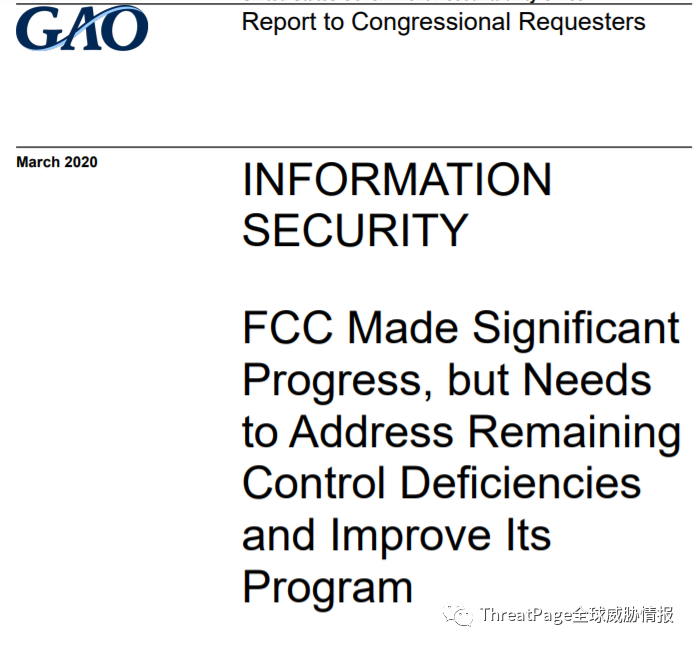 GAO
Report to Congressional Requesters
March 2020
INFORMATION
SECURITY
FCC Made Significant
Progress, but Needs
to Address Remaining
Control Deficiencies
and Improve Its
Program
ThreatPage全球威胁情报